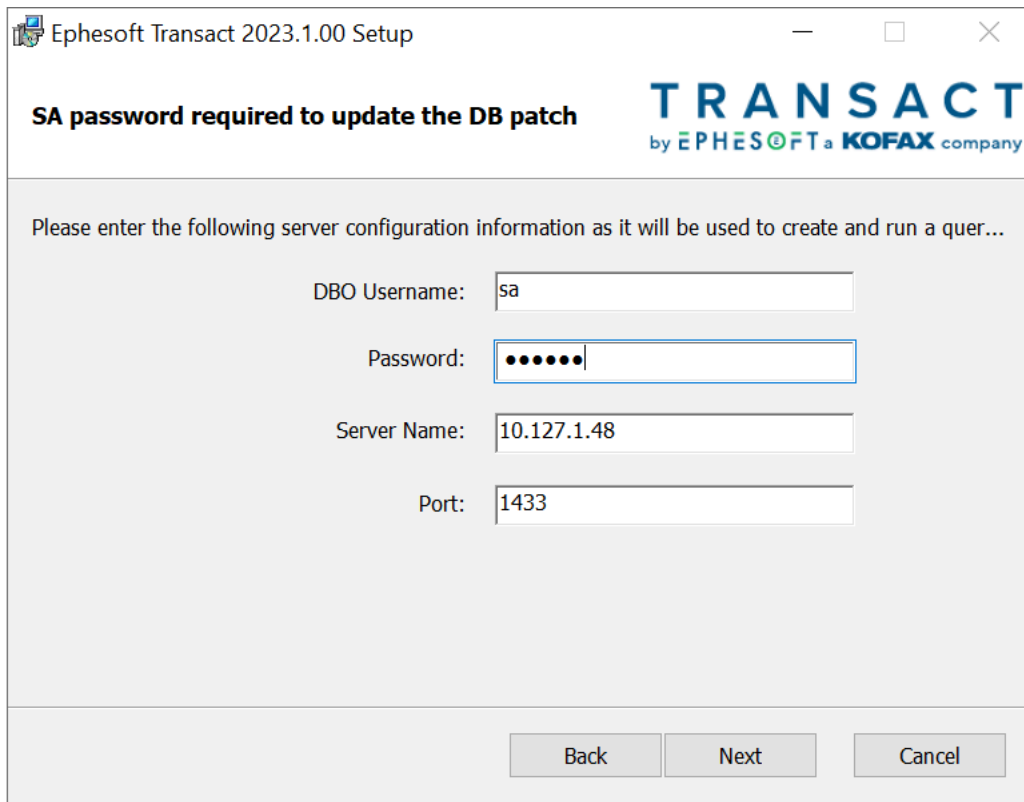 Ephesoft Transact 2023.1.00 Setup
SA password required to update the DB patch
TRANSACT
by EPHESOFT a KOFAX company
Please enter the following server configuration information as it will be used to create and run a quer...
DBO Username: sa
Password: ●●●●●●
Server Name: 10.127.1.48
Port: 1433
Back Next Cancel